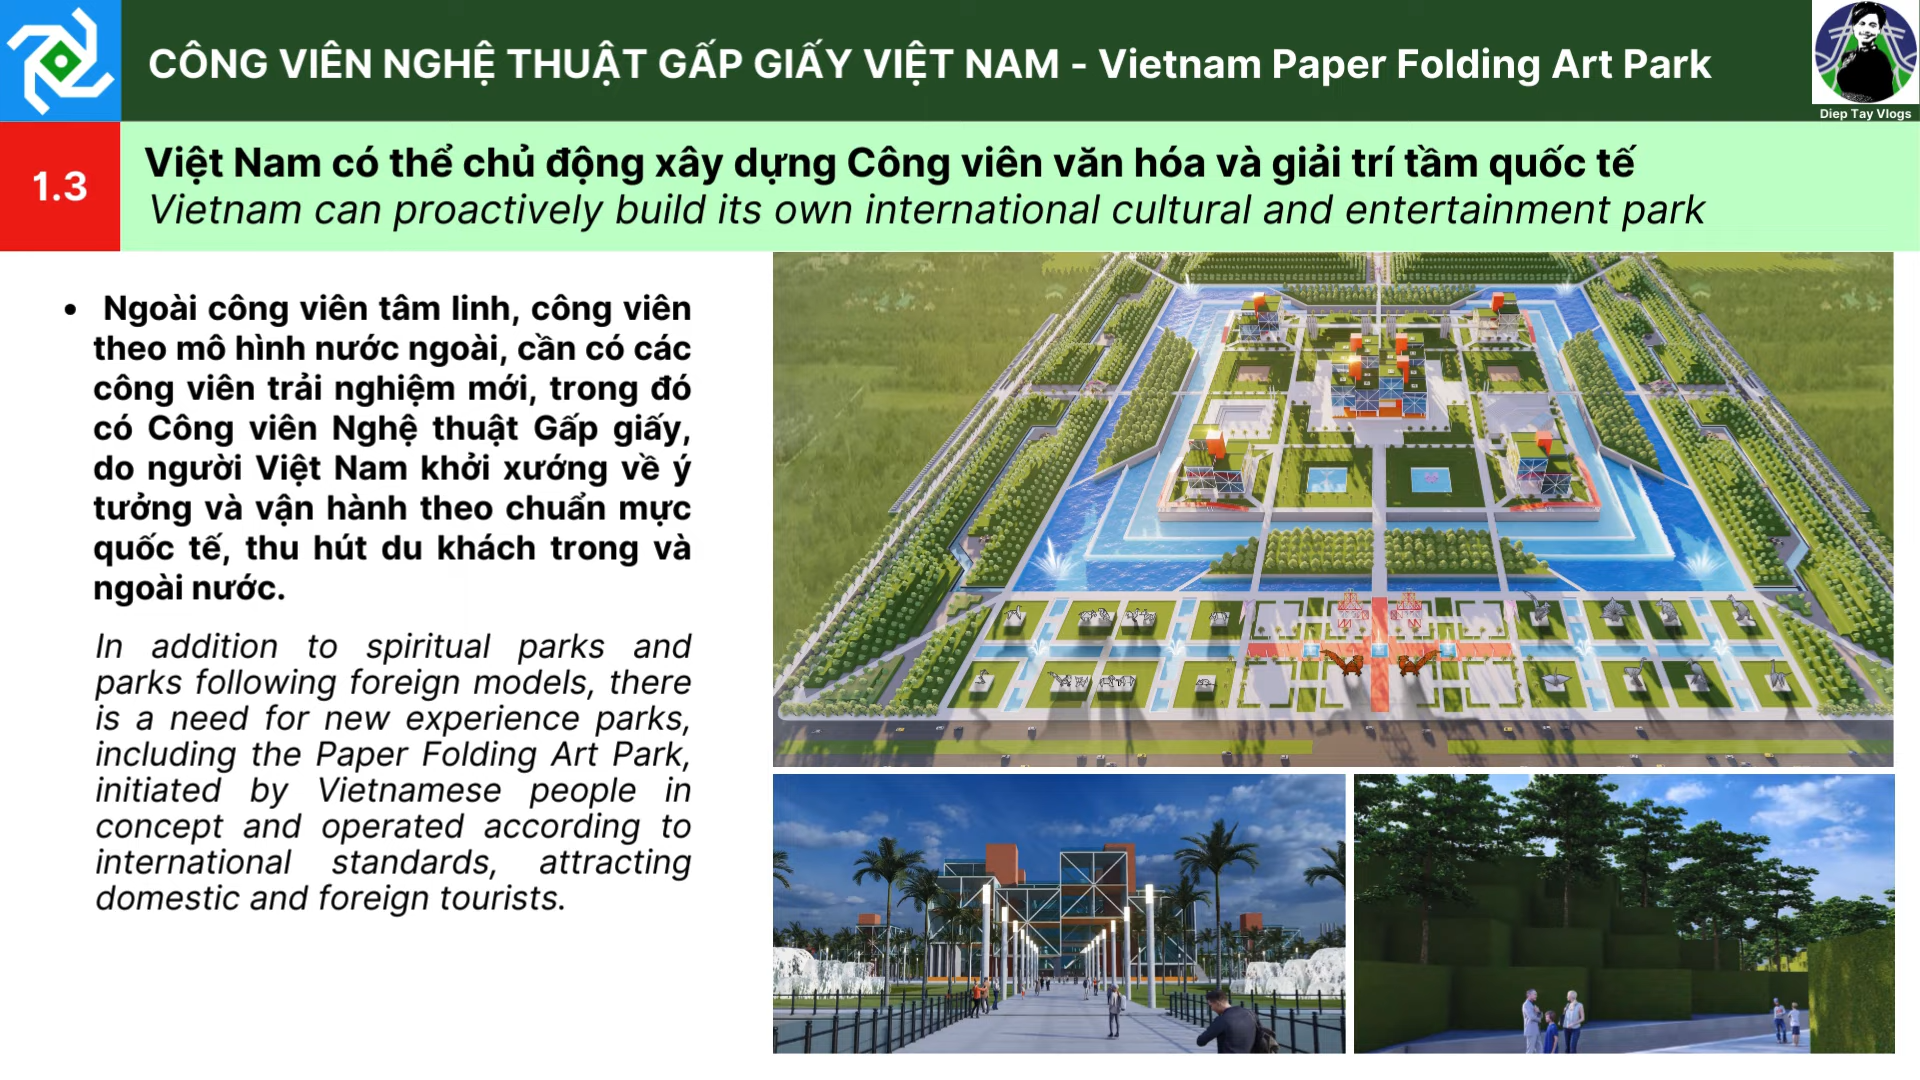 CÔNG VIÊN NGHỆ THUẬT GẤP GIẤY VIỆT NAM - Vietnam Paper Folding Art Park
Diep Tay Vlogs
1.3
Việt Nam có thể chủ động xây dựng Công viên văn hóa và giải trí tầm quốc tế
Vietnam can proactively build its own international cultural and entertainment park
• Ngoài công viên tâm linh, công viên
theo mô hình nước ngoài, cần có các
công viên trải nghiệm mới, trong đó
có Công viên Nghệ thuật Gấp giấy,
do người Việt Nam khởi xướng về ý
tưởng và vận hành theo chuẩn mực
quốc tế, thu hút du khách trong và
ngoài nước.
In addition to spiritual parks and
parks following foreign models, there
is a need for new experience parks,
including the Paper Folding Art Park,
initiated by Vietnamese people in
concept and operated according to
international standards, attracting
domestic and foreign tourists.